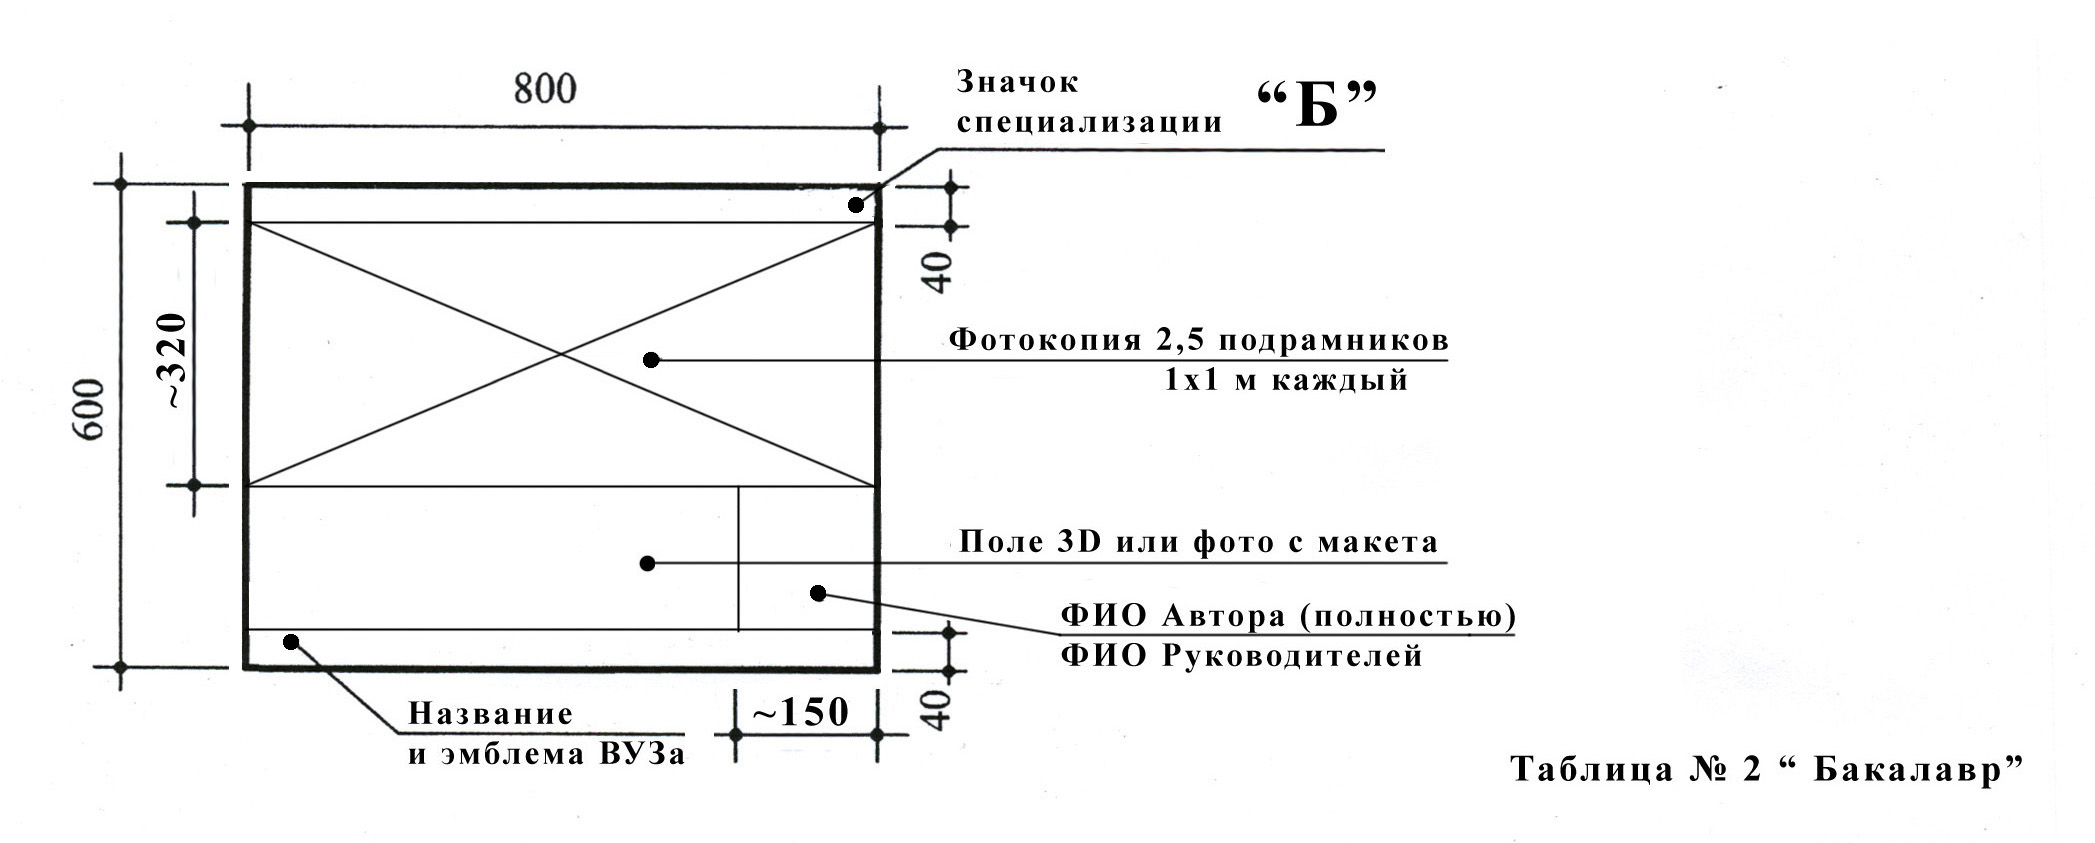 800
Значок
специализации “Б”
40
~320
600
Фотокопия 2,5 подрамников
1х1 м каждый
Поле 3D или фото с макета
ФИО Автора (полностью)
ФИО Руководителей
40
~150
Название
и эмблема ВУЗа
Таблица № 2 “ Бакалавр”